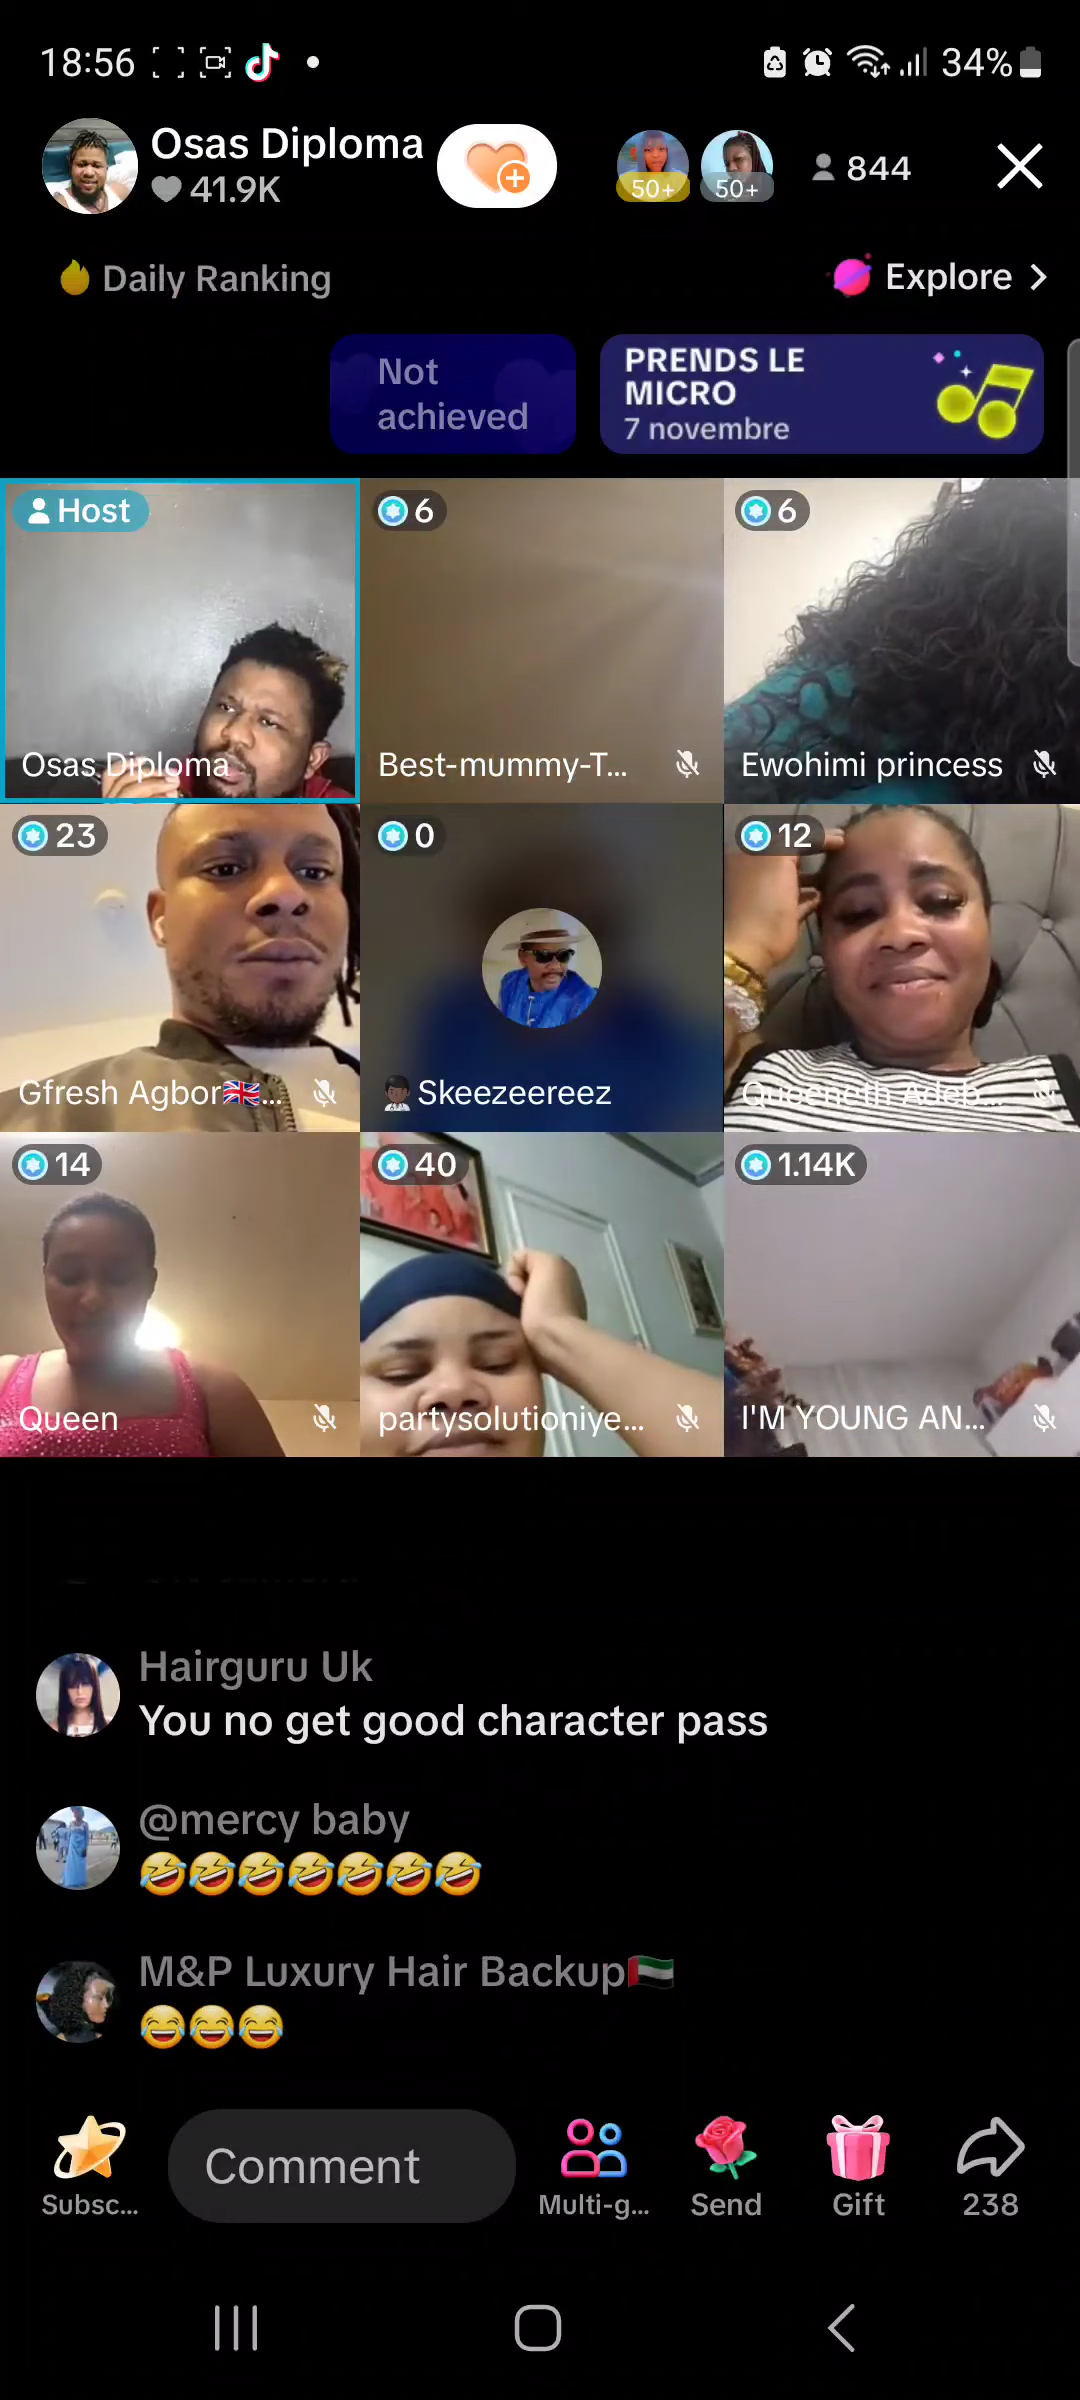 18:56
34%
Osas Diploma
41.9K
50+
50+
844
Daily Ranking
Explore
Not
achieved
PRENDS LE
MICRO
7 novembre
Host
6
6
Osas Diploma
Best-mummy-T...
Ewohimi princess
23
0
12
Gfresh Agbor🇬🇧...
Skeezeereez
Queeneth Adeb...
14
40
1.14K
Queen
partysolutioniye...
I'M YOUNG AN...
Hairguru Uk
You no get good character pass
@mercy baby
🤣🤣🤣🤣🤣🤣🤣
M&P Luxury Hair Backup🇦🇪
😂😂😂
Subsc...
Comment
Multi-g...
Send
Gift
238